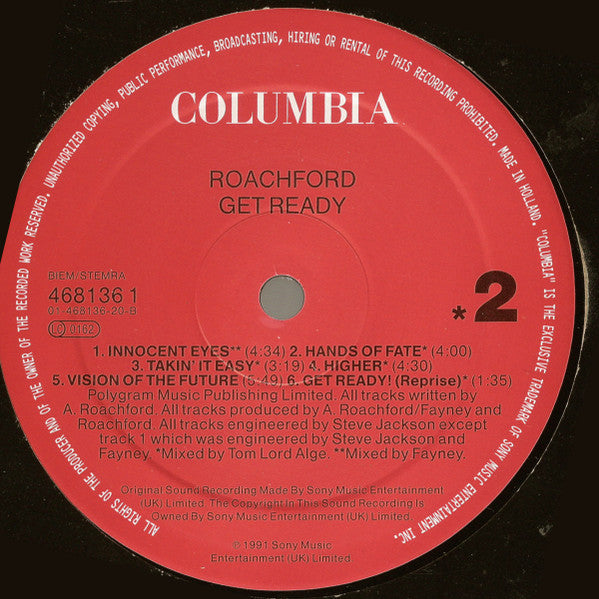 ALL RIGHTS OF THE PRODUCER AND OF THE OWNER OF THE RECORDED WORK RESERVED. UNAUTHORIZED COPYING, PUBLIC PERFORMANCE, BROADCASTING, HIRING OR RENTAL OF THIS RECORDING PROHIBITED. MADE IN HOLLAND. "COLUMBIA" IS THE EXCLUSIVE TRADEMARK OF SONY MUSIC ENTERTAINMENT INC.
COLUMBIA
ROACHFORD
GET READY
BIEM/STEMRA
468136 1
01-468136-20-B
LC 0162
*2
1. INNOCENT EYES** (4:34) 2. HANDS OF FATE* (4:00)
3. TAKIN' IT EASY* (3:19) 4. HIGHER* (4:30)
5. VISION OF THE FUTURE (5:49) 6. GET READY! (Reprise)* (1:35)
Polygram Music Publishing Limited. All tracks written by
A. Roachford. All tracks produced by A. Roachford/Fayney and
Roachford. All tracks engineered by Steve Jackson except
track 1 which was engineered by Steve Jackson and
Fayney. *Mixed by Tom Lord Alge. **Mixed by Fayney.
Original Sound Recording Made By Sony Music Entertainment
(UK) Limited. The Copyright In This Sound Recording Is
Owned By Sony Music Entertainment (UK) Limited
℗ 1991 Sony Music
Entertainment (UK) Limited